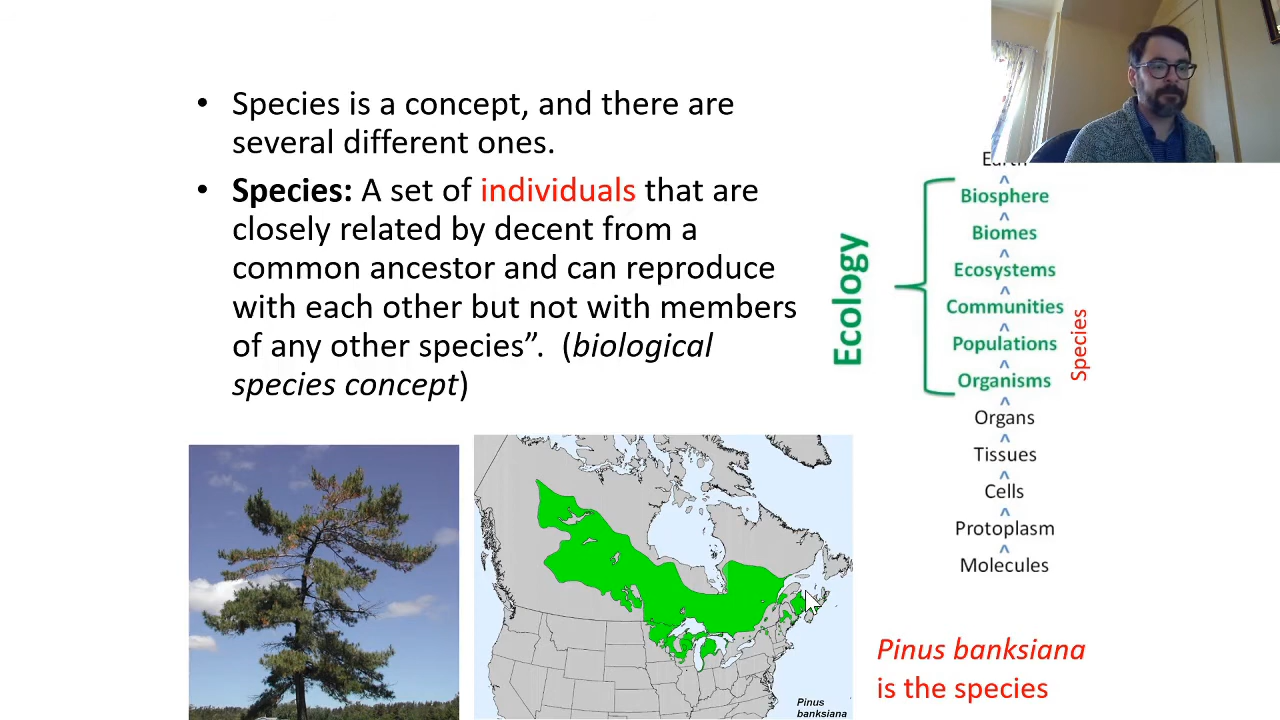 • Species is a concept, and there are
several different ones.
• Species: A set of individuals that are
closely related by decent from a
common ancestor and can reproduce
with each other but not with members
of any other species”. (biological
species concept)
Ecology
Earth
^
Biosphere
^
Biomes
^
Ecosystems
^
Communities
^
Populations
^
Organisms
^
Organs
^
Tissues
^
Cells
^
Protoplasm
^
Molecules
Species
Pinus
banksiana
Pinus banksiana
is the species